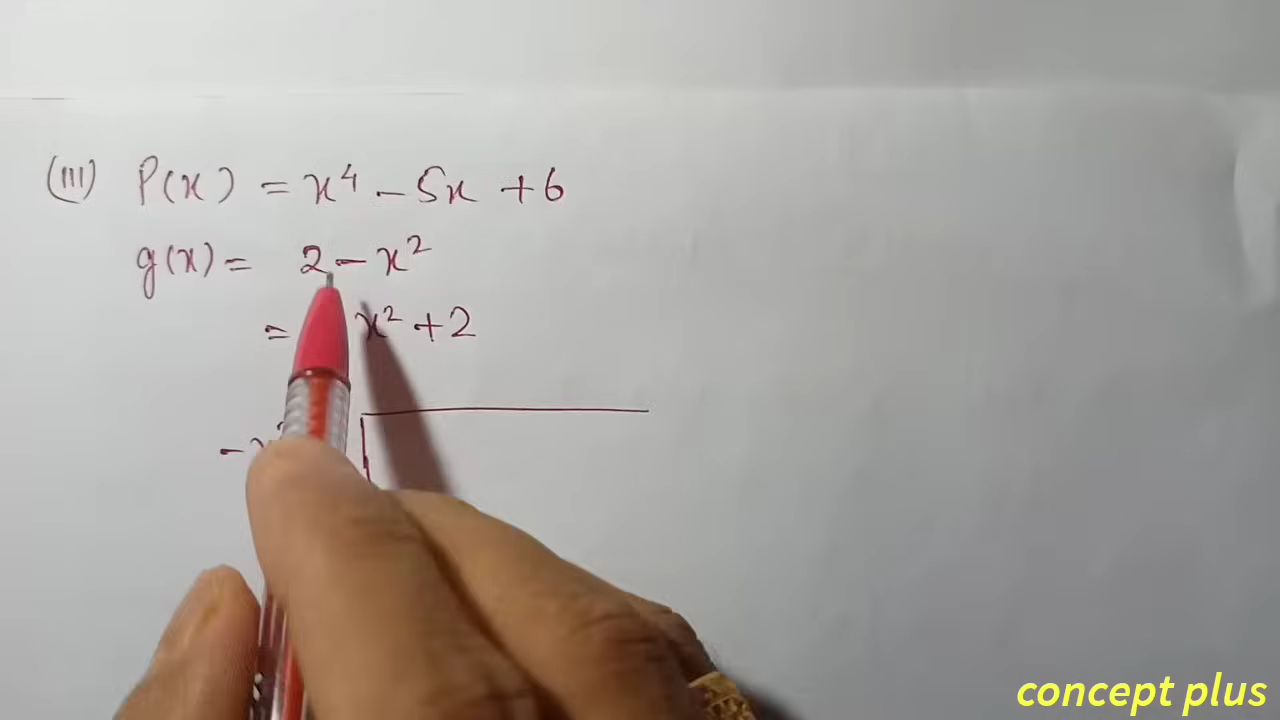 (III) P(x) = x⁴ - 5x + 6
g(x) = 2 - x²
= x² + 2
- x
concept plus